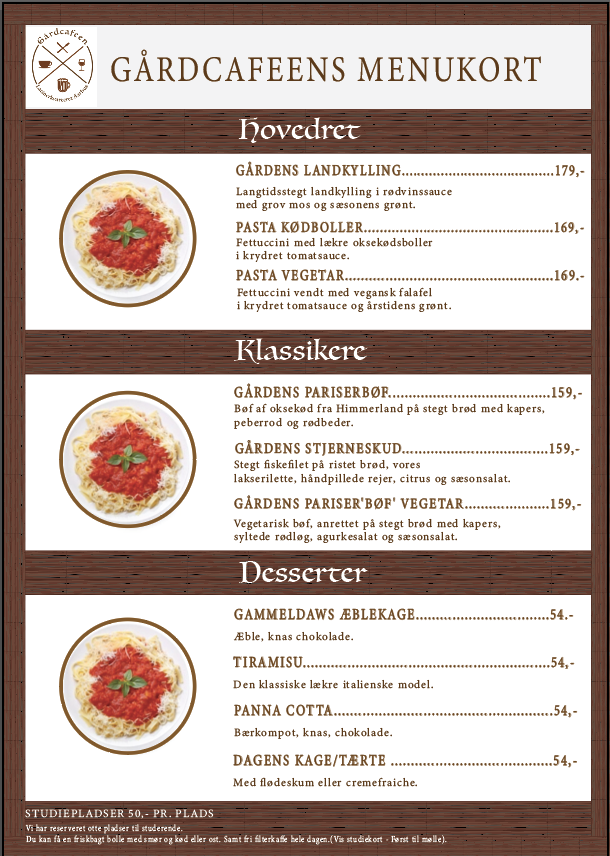 Gårdcafeen
GÅRDCAFEENS MENUKORT
Hovedret
GÅRDENS LANDKYLLING......................................179,-
Langtidsstegt landkylling i rødvinssauce
med grov mos og sæsonens grønt.
PASTA KØDBOLLER...............................................169,-
Fettuccini med lækre oksekødsboller
i krydret tomatsauce.
PASTA VEGETAR....................................................169.-
Fettuccini vendt med vegansk falafel
i krydret tomatsauce og årstidens grønt.
Klassikere
GÅRDENS PARISERBØF........................................159,-
Bøf af oksekød fra Himmerland på stegt brød med kapers,
peberrod og rødbeder.
GÅRDENS STJERNESKUD....................................159,-
Stegt fiskefilet på ristet brød, vores
lakserilette, håndpillede rejer, citrus og sæsonsalat.
GÅRDENS PARISER'BØF' VEGETAR.....................159,-
Vegetarisk bøf, anrettet på stegt brød med kapers,
syltede rødløg, agurkesalat og sæsonsalat.
Desserter
GAMMELDAWS ÆBLEKAGE.................................54.-
Æble, knas chokolade.
TIRAMISU..............................................................54,-
Den klassiske lækre italienske model.
PANNA COTTA.......................................................54,-
Bærkompot, knas, chokolade.
DAGENS KAGE/TÆRTE ........................................54,-
Med flødeskum eller cremefraiche.
STUDIEPLADSER 50,- PR. PLADS
Vi har reserveret otte pladser til studerende.
Du kan få en friskbagt bolle med smør og kød eller ost. Samt fri filterkaffe hele dagen.(Vis studiekort - Først til mølle).